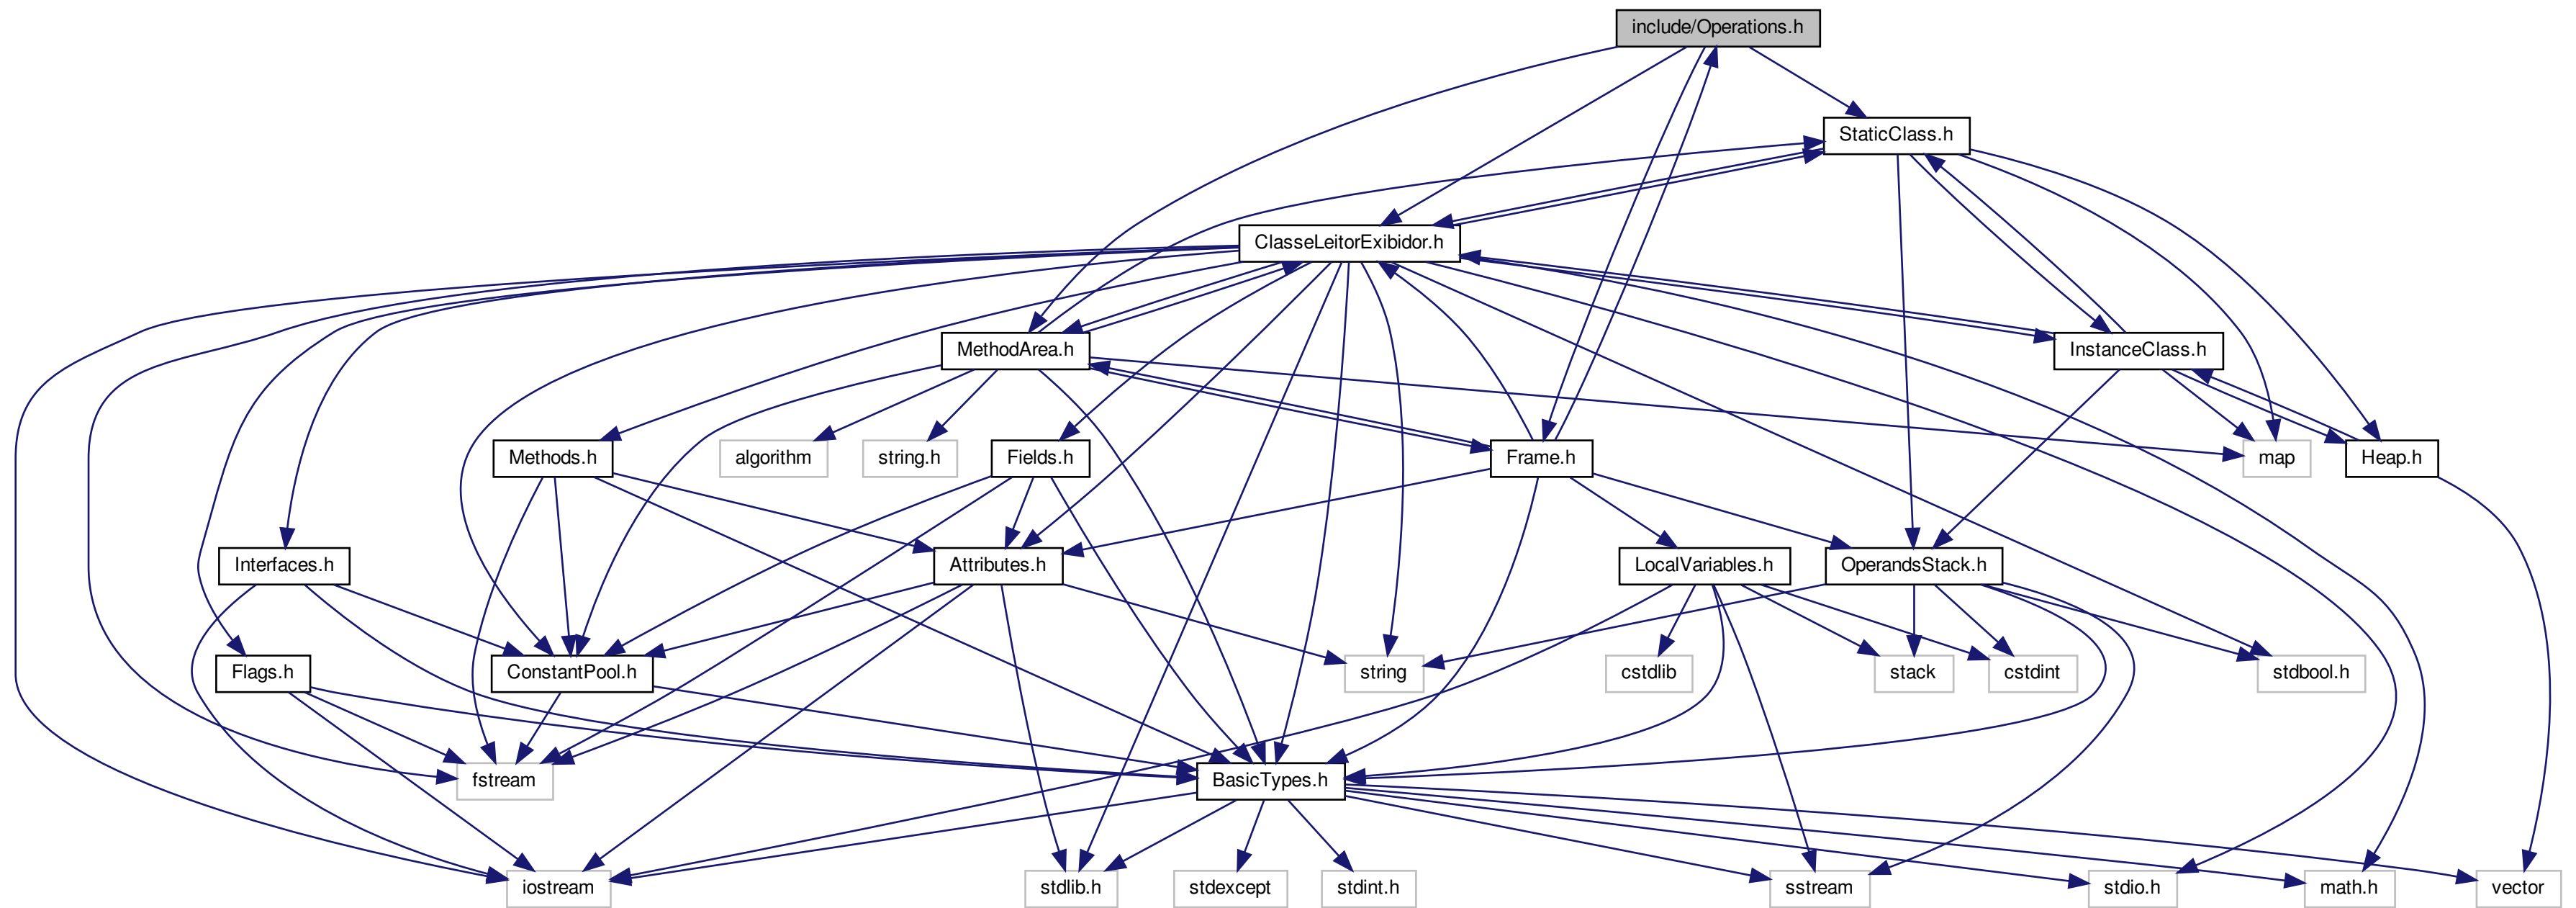 include/Operations.h
StaticClass.h
ClasseLeitorExibidor.h
MethodArea.h
InstanceClass.h
Methods.h
algorithm
string.h
Fields.h
Frame.h
map
Heap.h
Interfaces.h
Attributes.h
LocalVariables.h
OperandsStack.h
Flags.h
ConstantPool.h
string
cstdlib
stack
cstdint
stdbool.h
fstream
BasicTypes.h
iostream
stdlib.h
stdexcept
stdint.h
sstream
stdio.h
math.h
vector